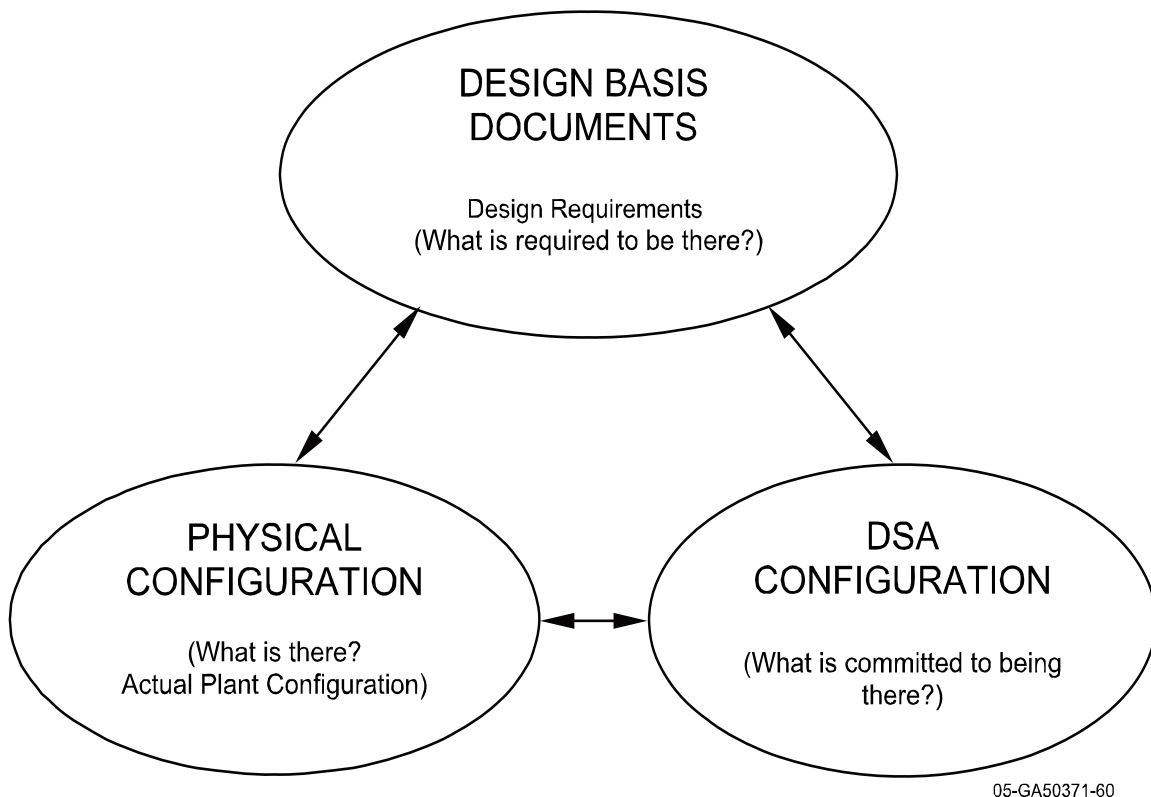 DESIGN BASIS
DOCUMENTS
Design Requirements
(What is required to be there?)
PHYSICAL
CONFIGURATION
(What is there?
Actual Plant Configuration)
DSA
CONFIGURATION
(What is committed to being
there?)
05-GA50371-60